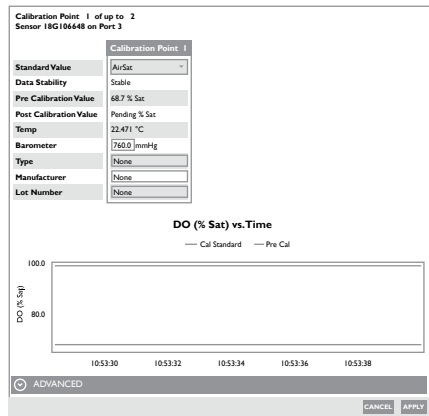 Calibration Point 1 of up to 2
Sensor 18G106648 on Port 3
Calibration Point 1
Standard Value AirSat
Data Stability Stable
Pre Calibration Value 68.7 % Sat
Post Calibration Value Pending % Sat
Temp 22.471 °C
Barometer 760.0 mmHg
Type None
Manufacturer None
Lot Number None
DO (% Sat) vs. Time
Cal Standard Pre Cal
100.0
DO (% Sat)
80.0
10:53:30 10:53:32 10:53:34 10:53:36 10:53:38
ADVANCED
CANCEL APPLY